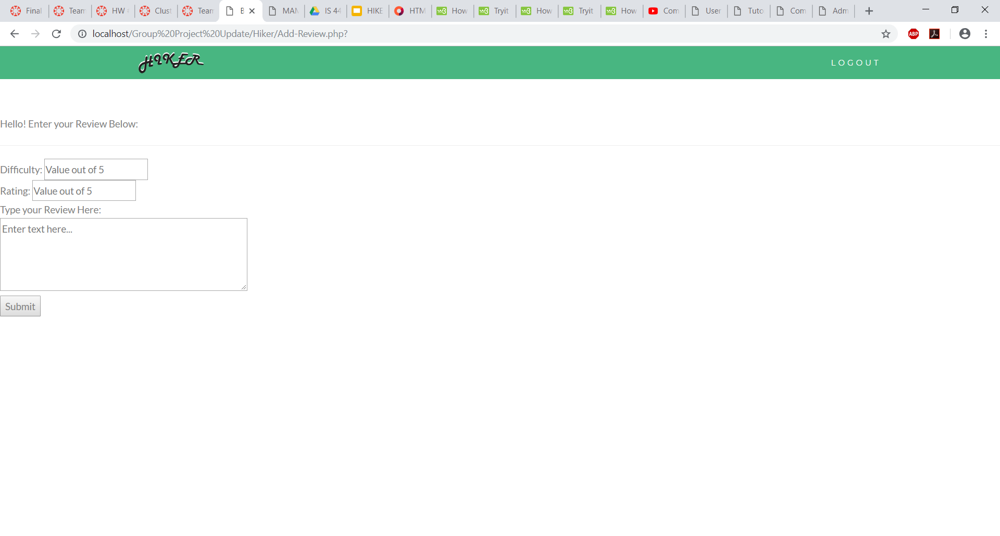 Final Team HW Clust Team B MAM IS 44 HIKE HTM How Tryit How Tryit How Com User Tuto Com Adm
localhost/Group%20Project%20Update/Hiker/Add-Review.php? ABP
HIKER LOGOUT
Hello! Enter your Review Below:
Difficulty: Value out of 5
Rating: Value out of 5
Type your Review Here:
Enter text here...
Submit